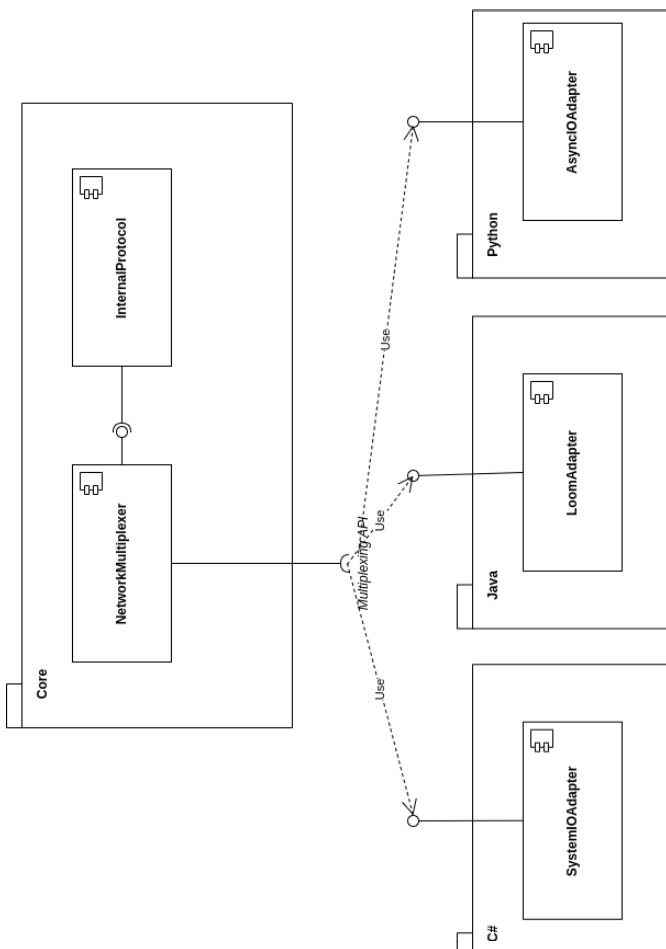 Core
InternalProtocol
NetworkMultiplexer
Multiplexing API
Use
Use
Use
Python
AsyncIOAdapter
Java
LoomAdapter
C#
SystemIOAdapter